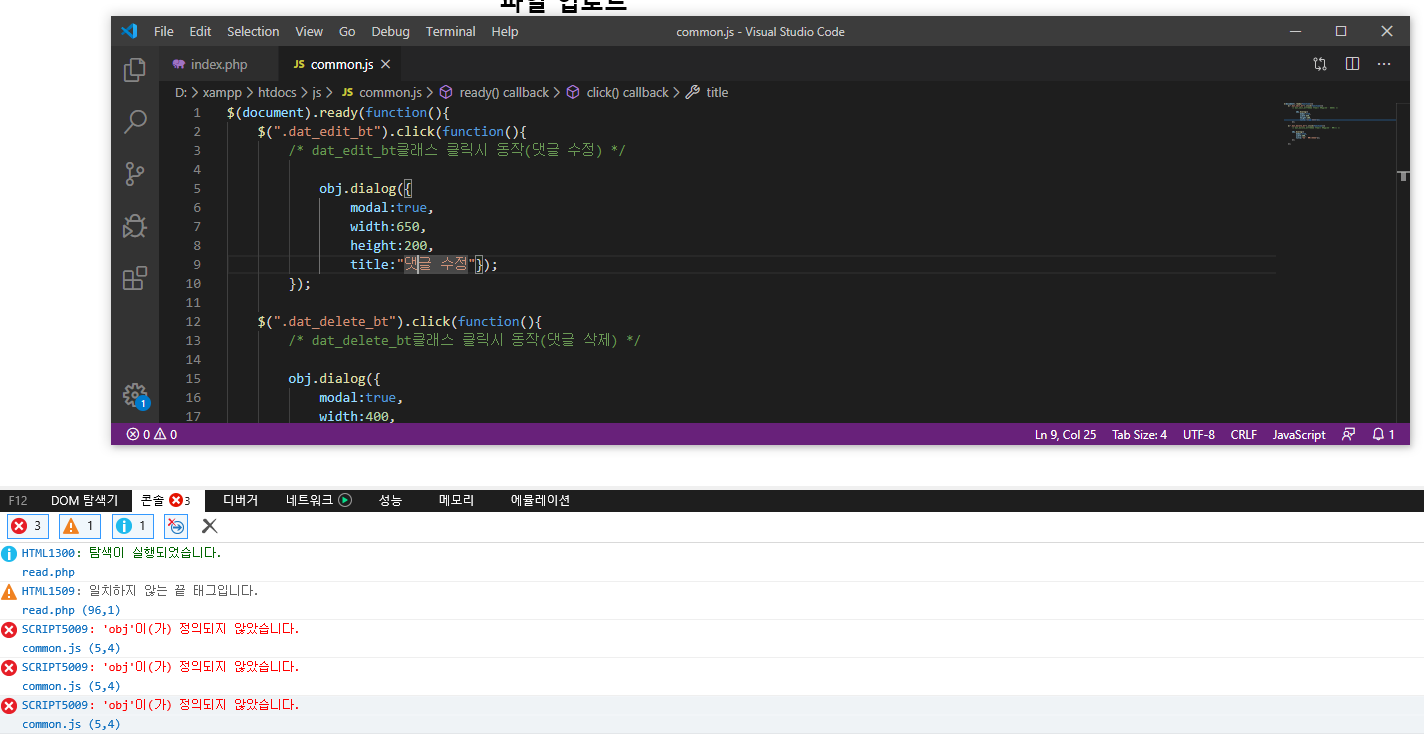 파일 업로드
File Edit Selection View Go Debug Terminal Help common.js - Visual Studio Code
index.php JS common.js
D: > xampp > htdocs > js > JS common.js > ready() callback > click() callback > title
1 $(document).ready(function(){
2 $(".dat_edit_bt").click(function(){
3 /* dat_edit_bt클래스 클릭시 동작(댓글 수정) */
4
5 obj.dialog({
6 modal:true,
7 width:650,
8 height:200,
9 title:"댓글 수정"});
10 });
11
12 $(".dat_delete_bt").click(function(){
13 /* dat_delete_bt클래스 클릭시 동작(댓글 삭제) */
14
15 obj.dialog({
16 modal:true,
17 width:400,
1
0 0 Ln 9, Col 25 Tab Size: 4 UTF-8 CRLF JavaScript 1
F12 DOM 탐색기 콘솔 3 디버거 네트워크 성능 메모리 에뮬레이션
3 1 1
HTML1300: 탐색이 실행되었습니다.
read.php
HTML1509: 일치하지 않는 끝 태그입니다.
read.php (96,1)
SCRIPT5009: 'obj'이(가) 정의되지 않았습니다.
common.js (5,4)
SCRIPT5009: 'obj'이(가) 정의되지 않았습니다.
common.js (5,4)
SCRIPT5009: 'obj'이(가) 정의되지 않았습니다.
common.js (5,4)